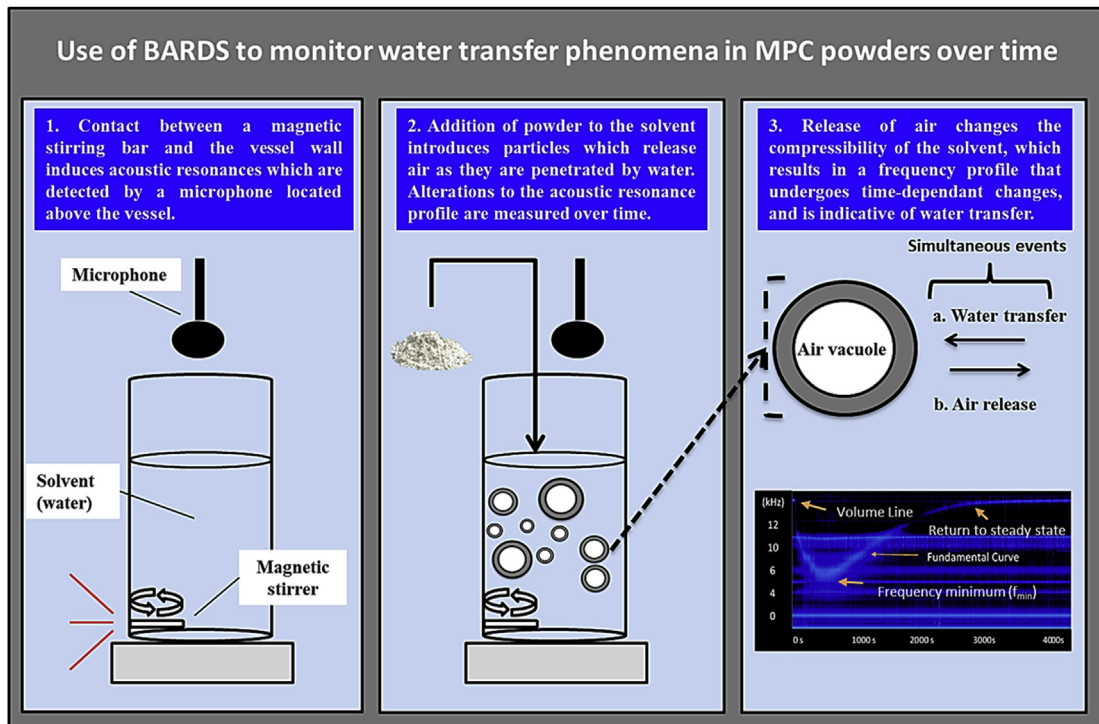 Use of BARDS to monitor water transfer phenomena in MPC powders over time
1. Contact between a magnetic
stirring bar and the vessel wall
induces acoustic resonances which are
detected by a microphone located
above the vessel.
Microphone
Solvent
(water)
Magnetic
stirrer
2. Addition of powder to the solvent
introduces particles which release
air as they are penetrated by water.
Alterations to the acoustic resonance
profile are measured over time.
3. Release of air changes the
compressibility of the solvent, which
results in a frequency profile that
undergoes time-dependant changes,
and is indicative of water transfer.
Simultaneous events
a. Water transfer
Air vacuole
b. Air release
(kHz)
Volume Line
12
Return to steady state
10
Fundamental Curve
6
Frequency minimum (fmin)
4
0
0 s 1000 s 2000 s 3000s 4000s